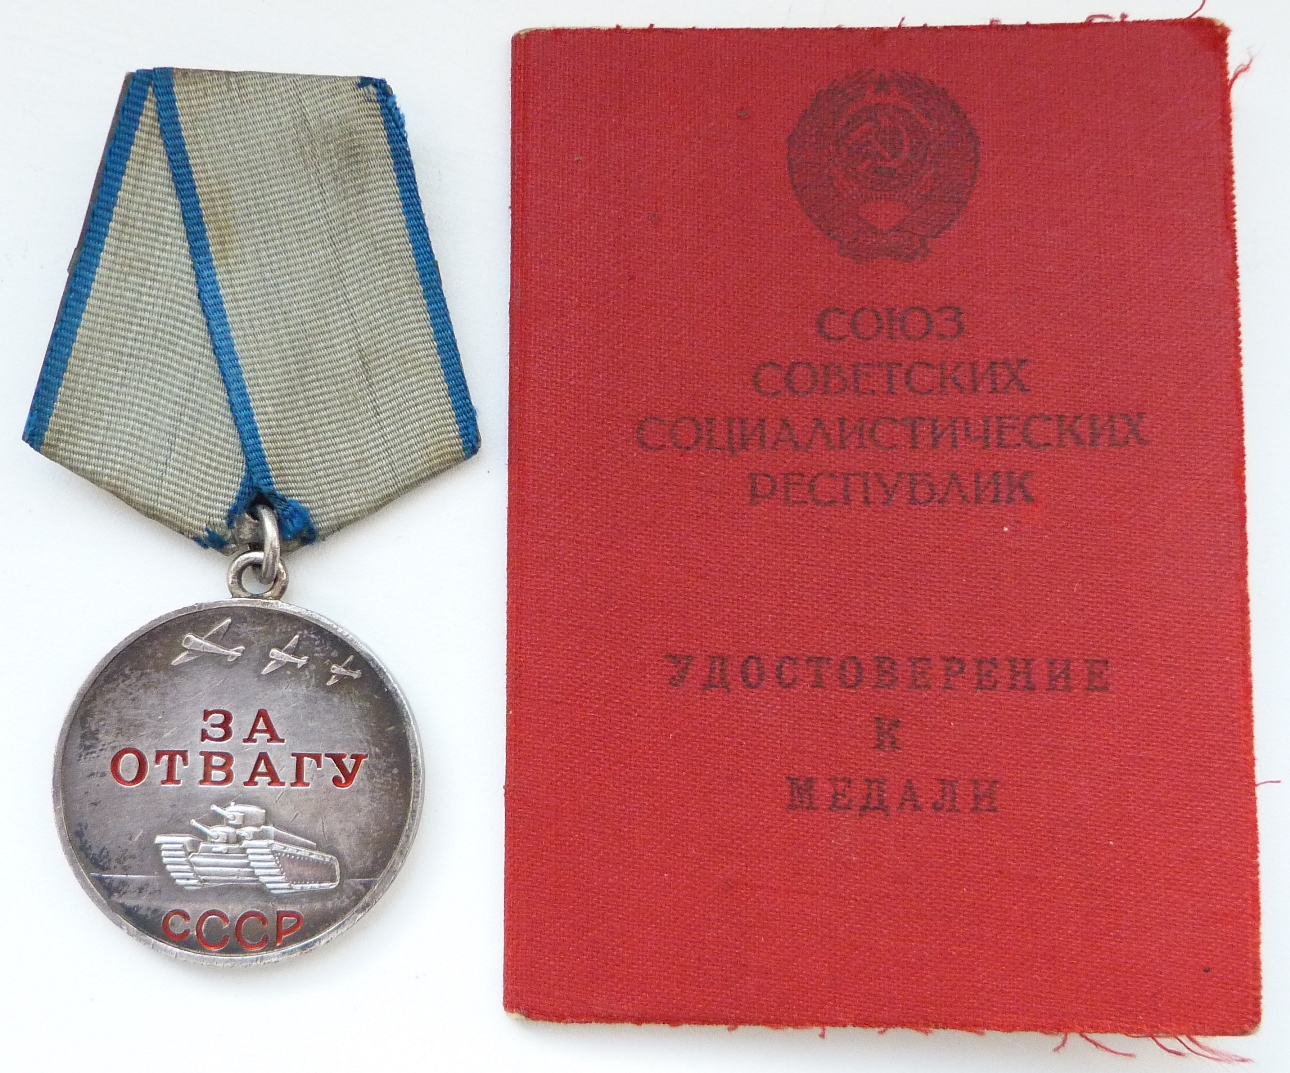 ЗА
ОТВАГУ
СССР
СОЮЗ
СОВЕТСКИХ
СОЦИАЛИСТИЧЕСКИХ
РЕСПУБЛИК
УДОСТОВЕРЕНИЕ
К
МЕДАЛИ